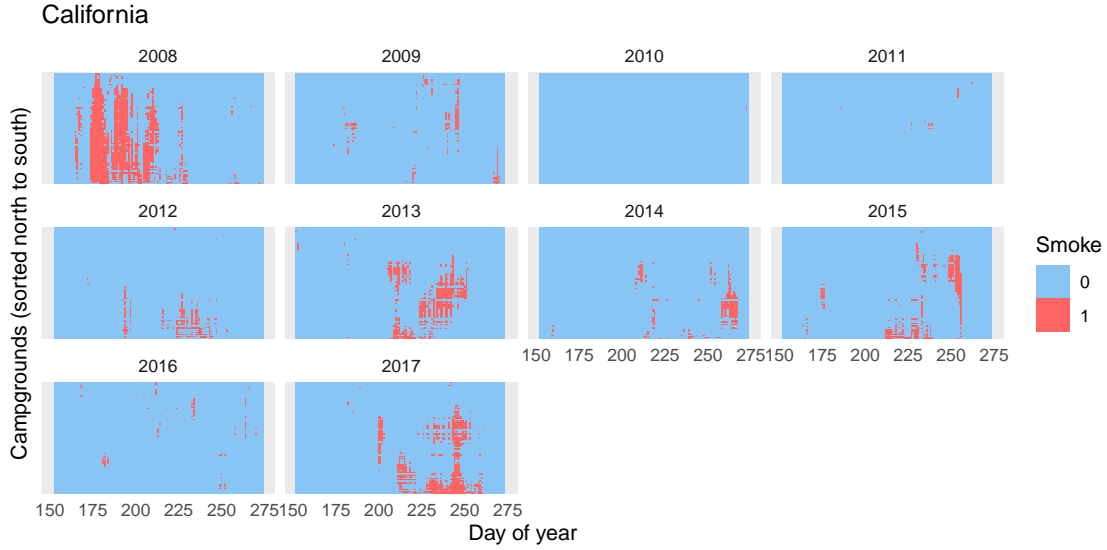 California
2008 2009 2010 2011
2012 2013 2014 2015
150 175 200 225 250 275 150 175 200 225 250 275
2016 2017
150 175 200 225 250 275 150 175 200 225 250 275
Day of year
Campgrounds (sorted north to south)
Smoke
0
1